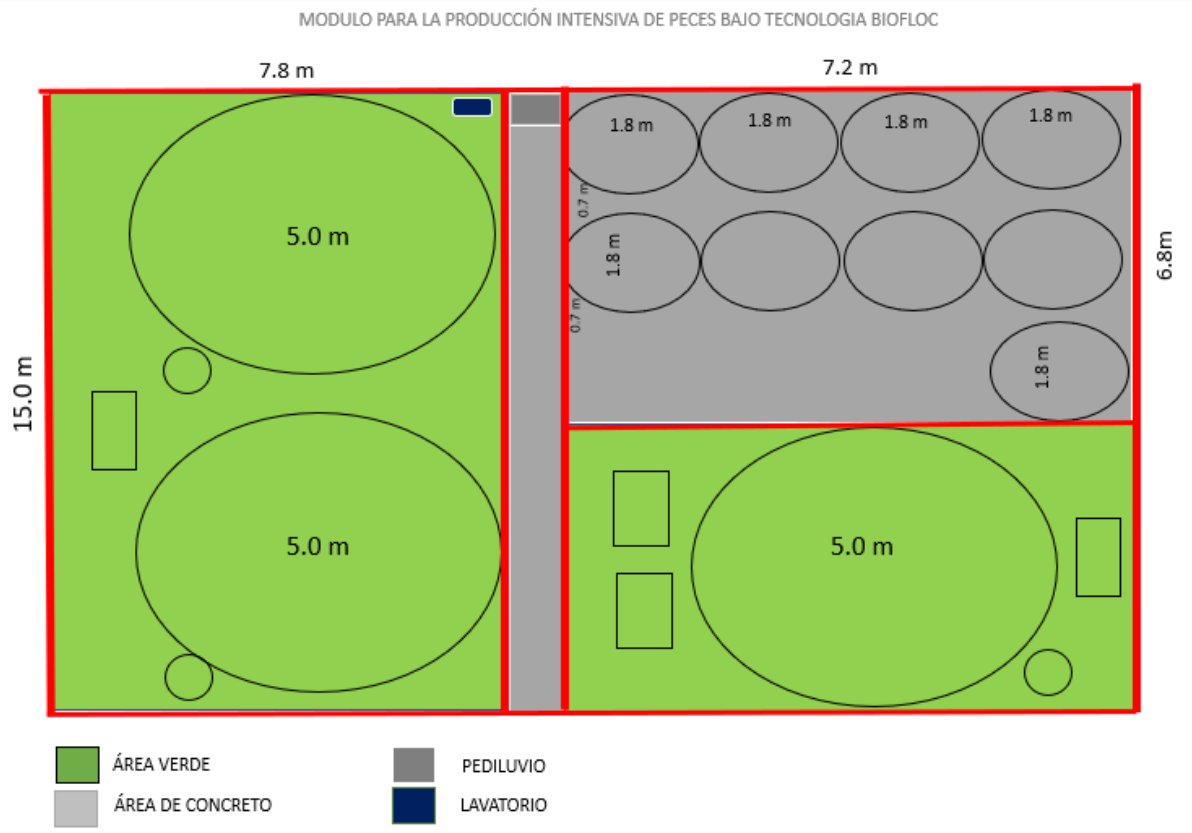 MODULO PARA LA PRODUCCIÓN INTENSIVA DE PECES BAJO TECNOLOGIA BIOFLOC
7.8 m
7.2 m
1.8 m
1.8 m
1.8 m
1.8 m
0.7 m
5.0 m
1.8 m
6.8m
0.7 m
1.8 m
15.0 m
5.0 m
5.0 m
ÁREA VERDE
PEDILUVIO
ÁREA DE CONCRETO
LAVATORIO